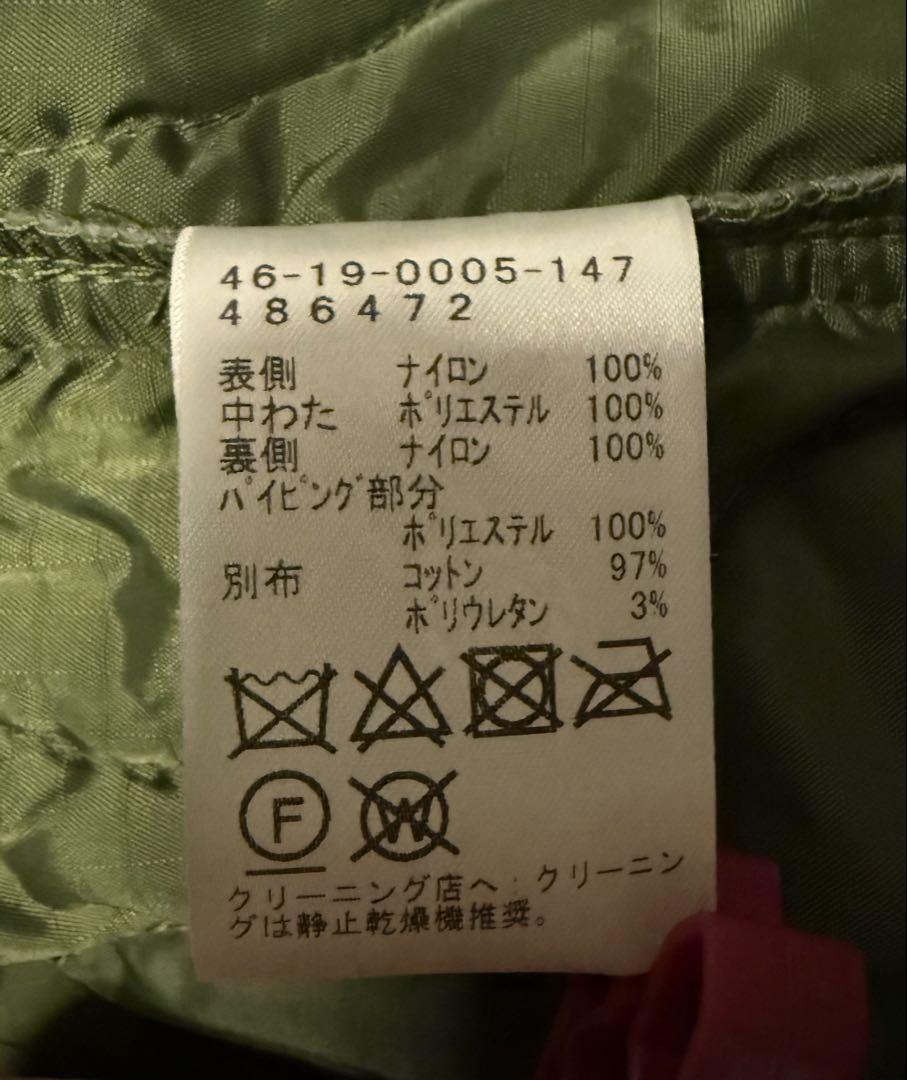 46-19-0005-147
486472
表側 ナイロン 100%
中わた ポリエステル 100%
裏側 ナイロン 100%
パイピング部分
ポリエステル 100%
別布 コットン 97%
ポリウレタン 3%
F W
クリーニング店へ:クリーニン
グは静止乾燥機推奨。